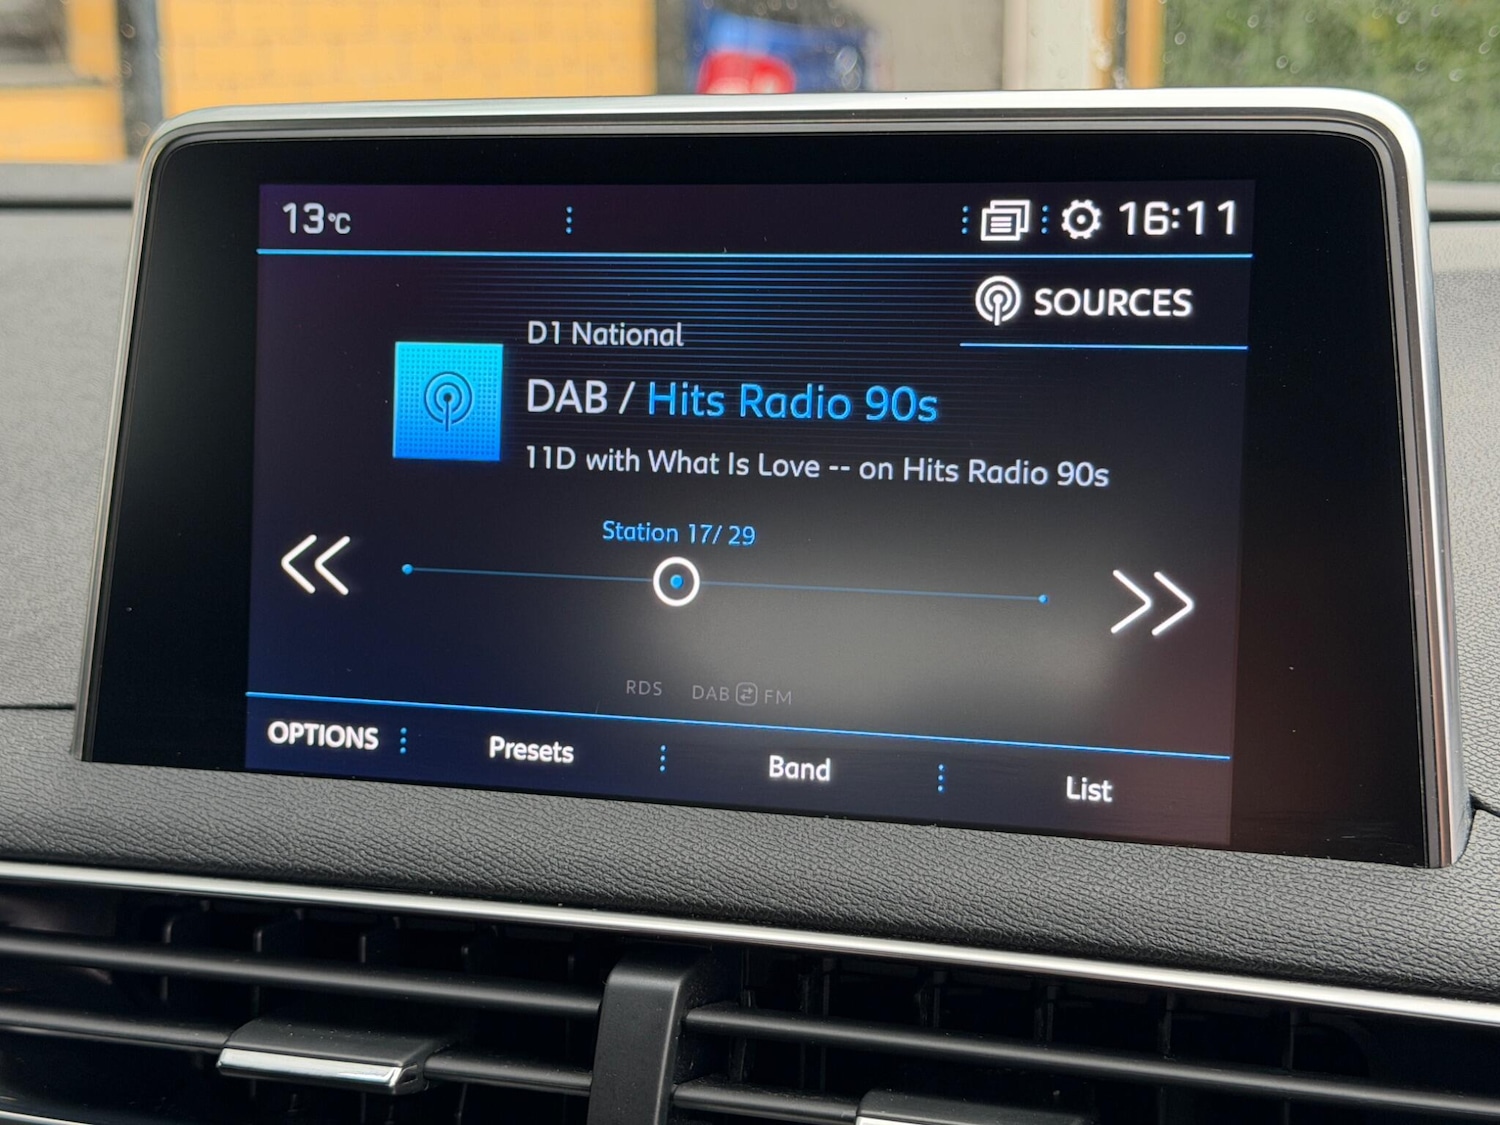 13°C
16:11
SOURCES
D1 National
DAB / Hits Radio 90s
11D with What Is Love -- on Hits Radio 90s
Station 17/ 29
RDS DAB FM
OPTIONS Presets Band List